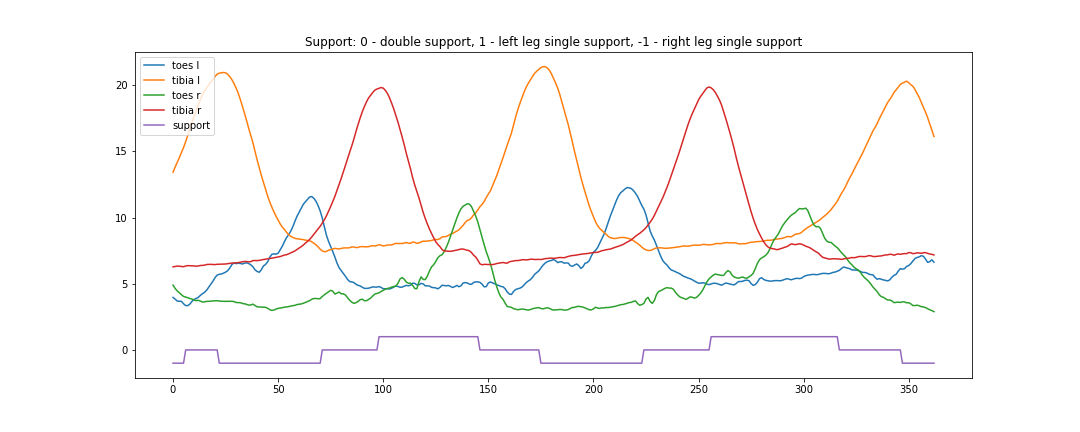 Support: 0 - double support, 1 - left leg single support, -1 - right leg single support
toes l
tibia l
toes r
tibia r
support
20
15
10
5
0
0 50 100 150 200 250 300 350